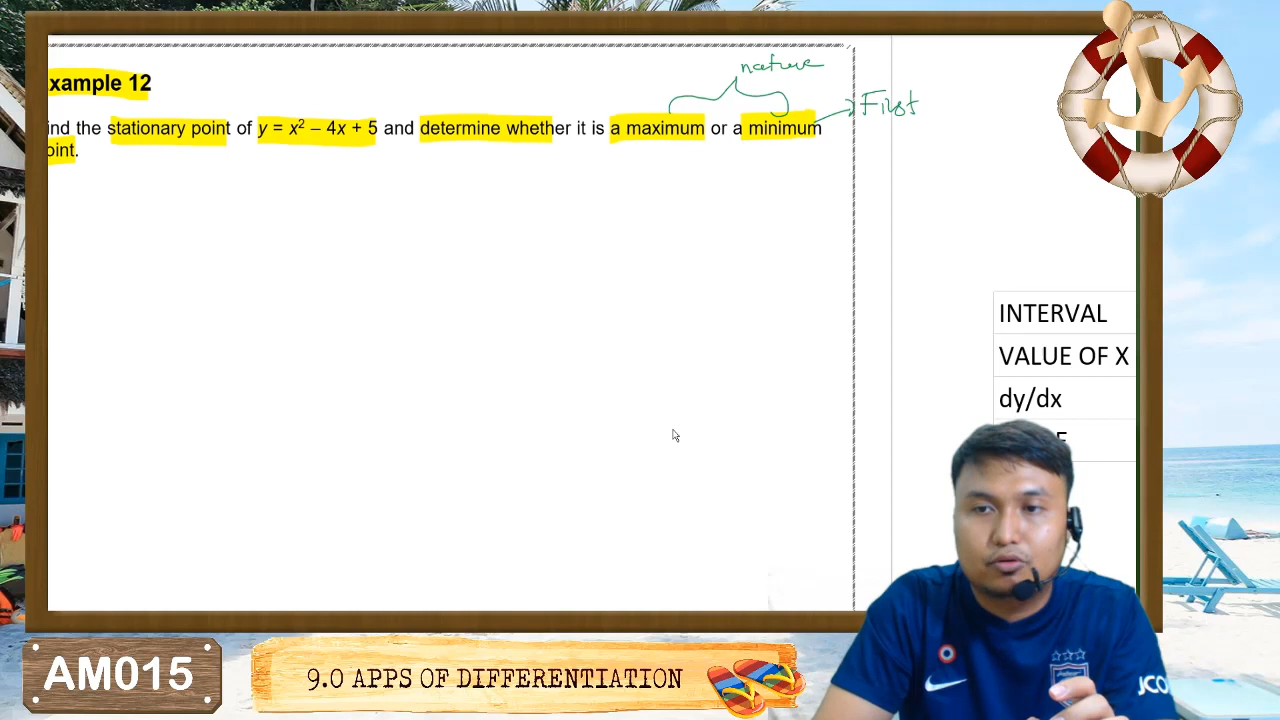 xample 12
nature
First
ind the stationary point of y = x² – 4x + 5 and determine whether it is a maximum or a minimum
oint.
INTERVAL
VALUE OF X
dy/dx
JCO
AM015
9.0 APPS OF DIFFERENTIATION